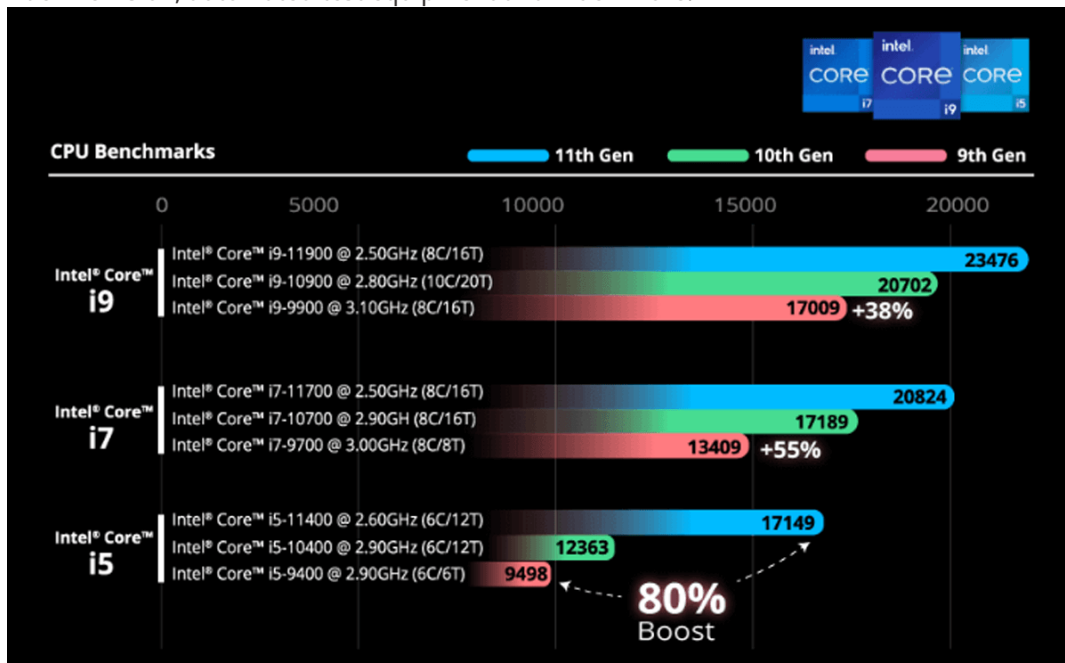 intel. CORE i7
intel. CORE i9
intel. CORE i5
CPU Benchmarks
11th Gen 10th Gen 9th Gen
0 5000 10000 15000 20000
Intel® Core™ i9
Intel® Core™ i9-11900 @ 2.50GHz (8C/16T) 23476
Intel® Core™ i9-10900 @ 2.80GHz (10C/20T) 20702
Intel® Core™ i9-9900 @ 3.10GHz (8C/16T) 17009 +38%
Intel® Core™ i7
Intel® Core™ i7-11700 @ 2.50GHz (8C/16T) 20824
Intel® Core™ i7-10700 @ 2.90GH (8C/16T) 17189
Intel® Core™ i7-9700 @ 3.00GHz (8C/8T) 13409 +55%
Intel® Core™ i5
Intel® Core™ i5-11400 @ 2.60GHz (6C/12T) 17149
Intel® Core™ i5-10400 @ 2.90GHz (6C/12T) 12363
Intel® Core™ i5-9400 @ 2.90GHz (6C/6T) 9498
80%
Boost